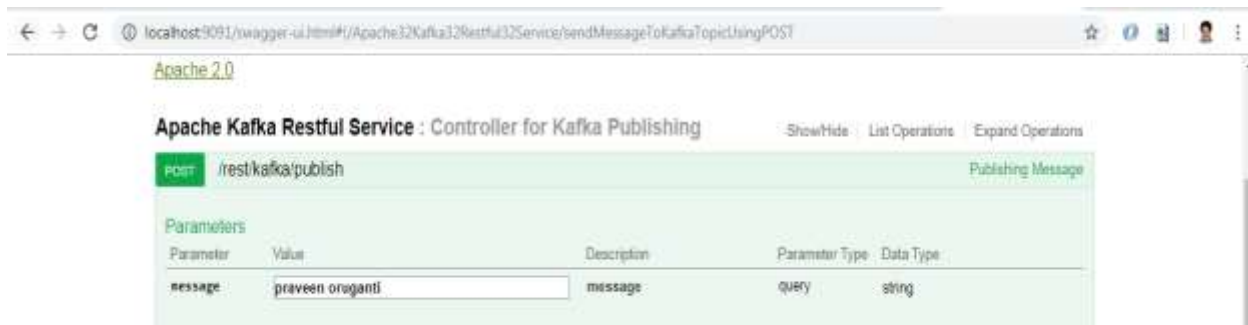 localhost:9091/swagger-ui.html#!/Apache32Kafka32Restful32Service/sendMessageToKafkaTopicUsingPOST
Apache 2.0
Apache Kafka Restful Service : Controller for Kafka Publishing Show/Hide List Operations Expand Operations
POST /rest/kafka/publish Publishing Message
Parameters
Parameter Value Description Parameter Type Data Type
message praveen oruganti message query string